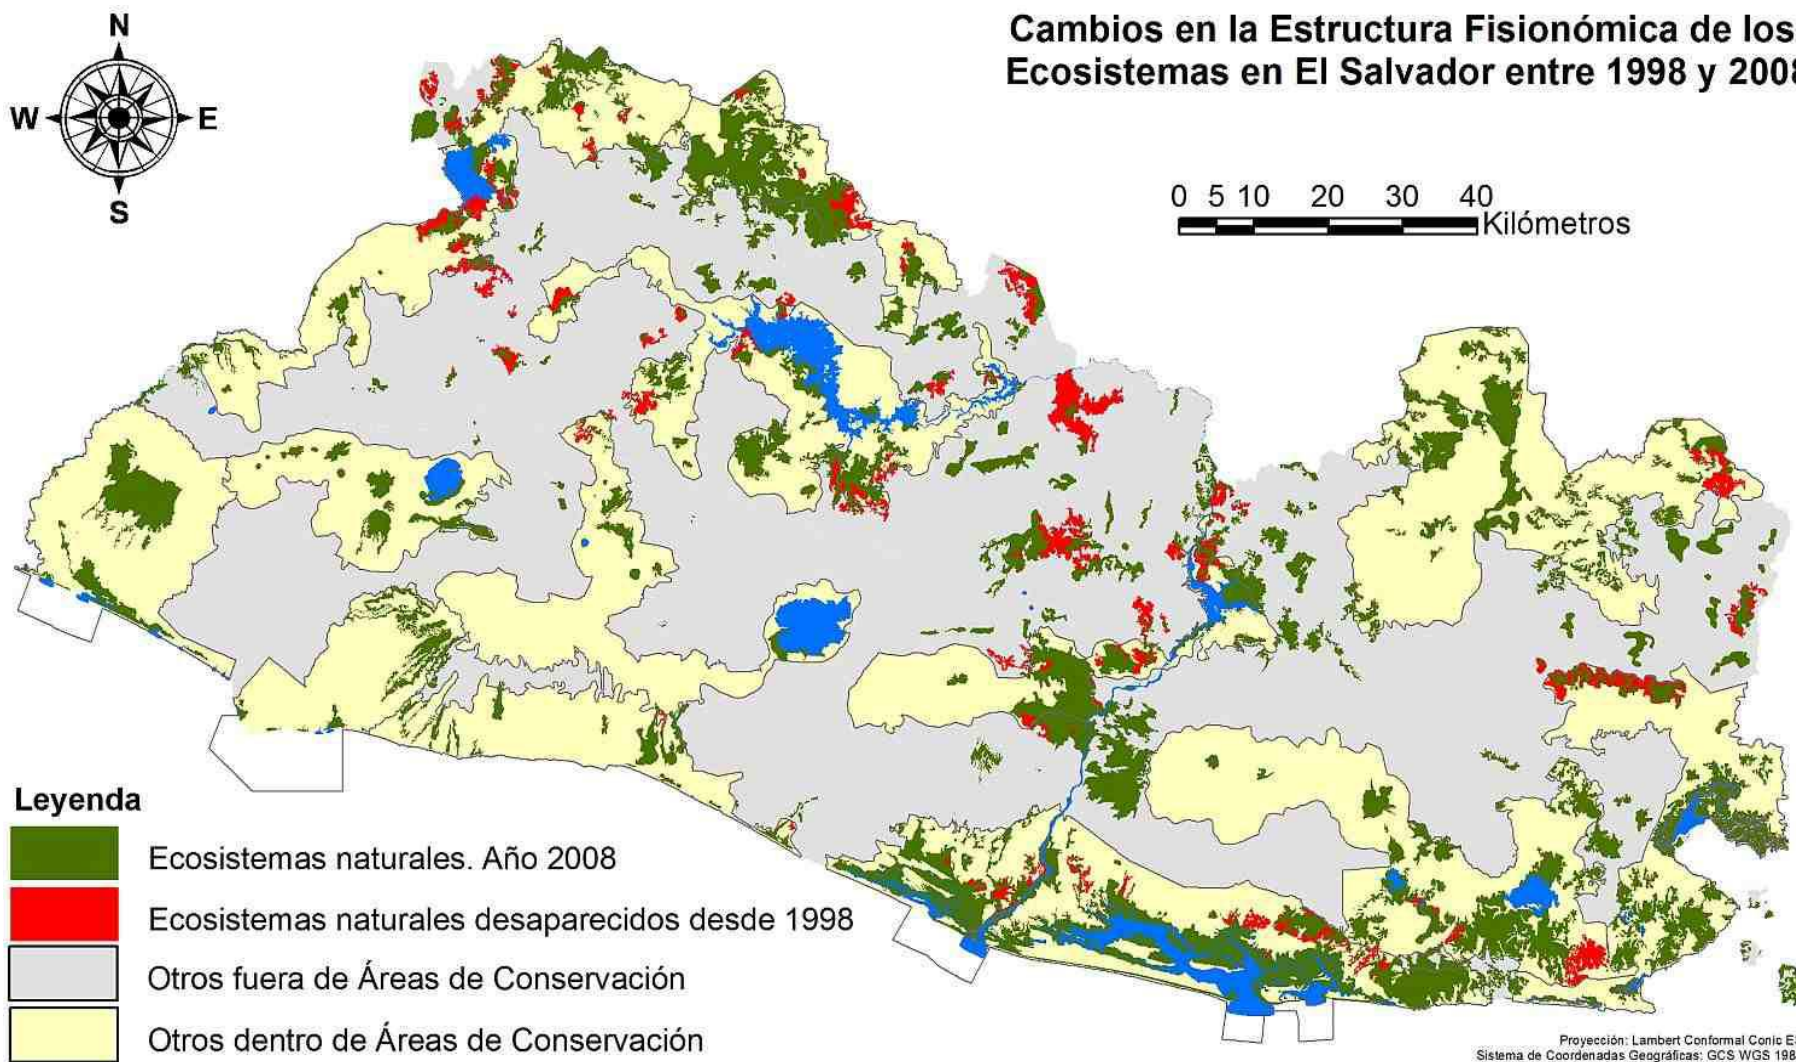 Cambios en la Estructura Fisionómica de los
Ecosistemas en El Salvador entre 1998 y 2008
N
W
E
S
0 5 10 20 30 40
Kilómetros
Leyenda
Ecosistemas naturales. Año 2008
Ecosistemas naturales desaparecidos desde 1998
Otros fuera de Áreas de Conservación
Otros dentro de Áreas de Conservación
Proyección: Lambert Conformal Conic
Sistema de Coordenadas Geográficas: GCS WGS 198